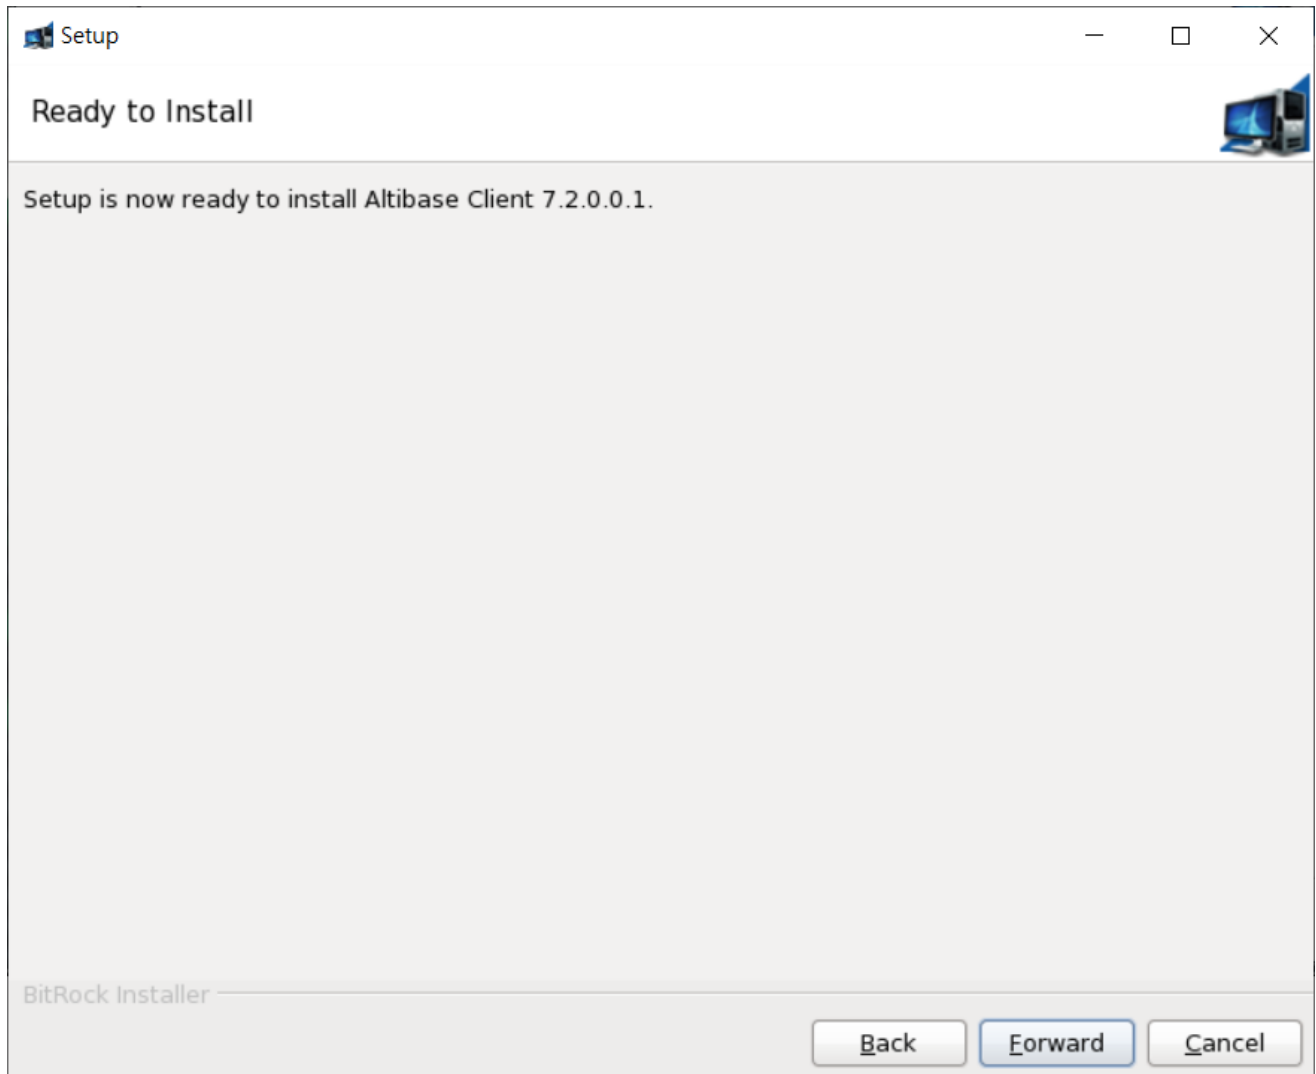 Setup
Ready to Install
Setup is now ready to install Altibase Client 7.2.0.0.1.
BitRock Installer
Back
Forward
Cancel